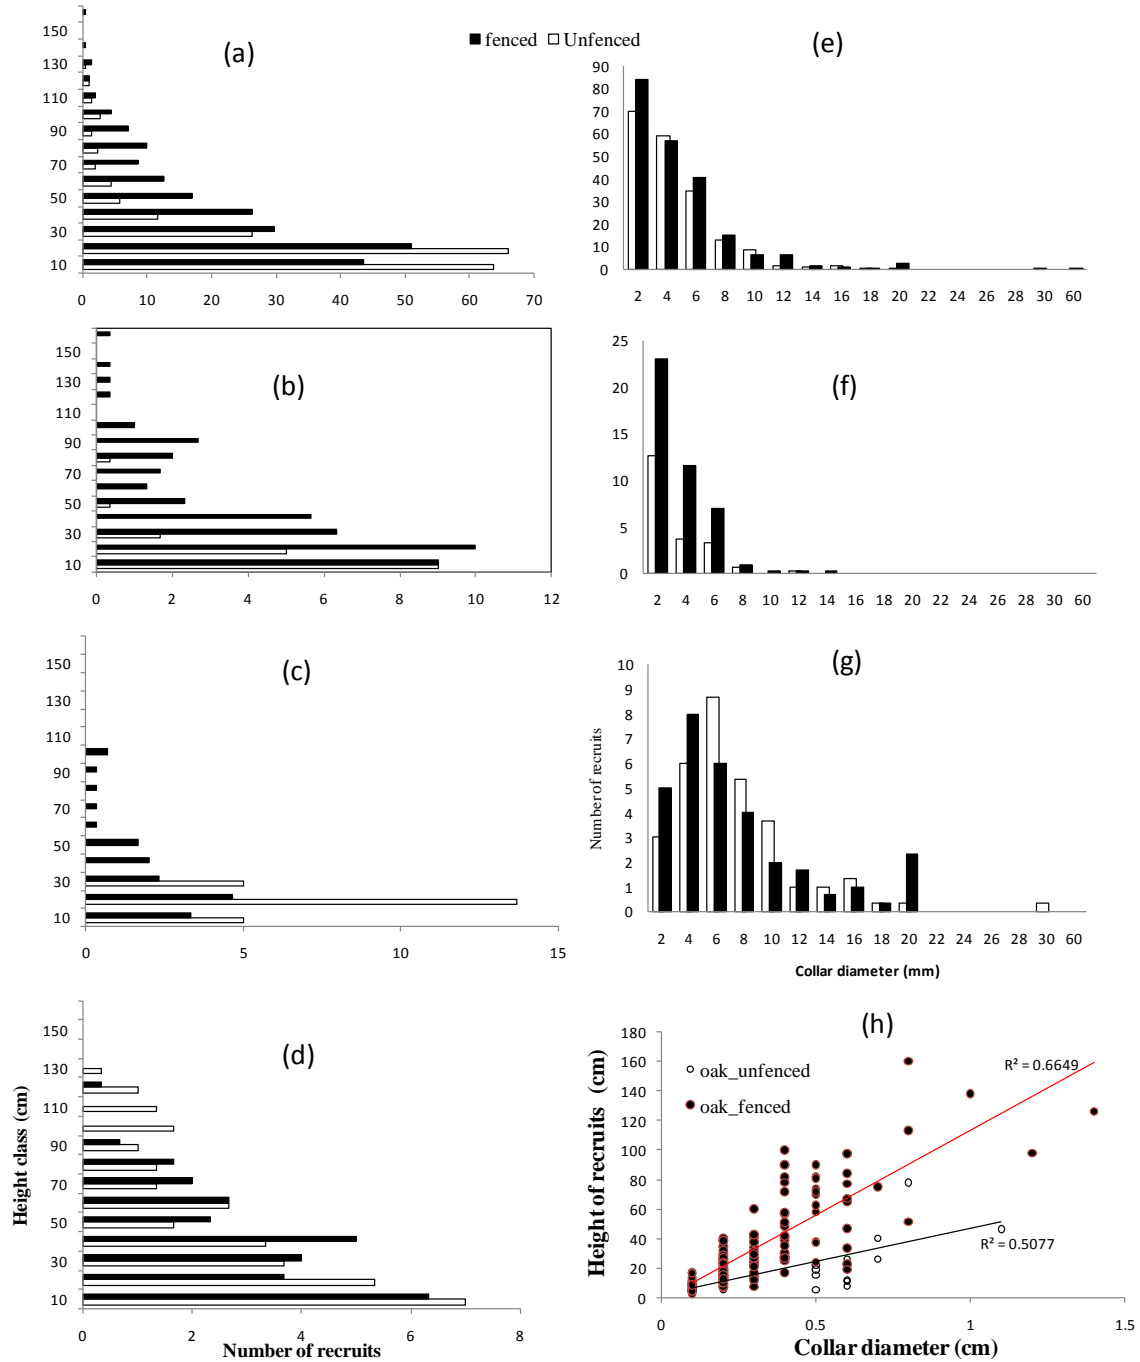 fenced Unfenced
(a)
150
130
110
90
70
50
30
10
0 10 20 30 40 50 60 70
(e)
90
80
70
60
50
40
30
20
10
0
2 4 6 8 10 12 14 16 18 20 22 24 26 28 30 60
(b)
150
130
110
90
70
50
30
10
0 2 4 6 8 10 12
(f)
25
20
15
10
5
0
2 4 6 8 10 12 14 16 18 20 22 24 26 28 30 60
(c)
150
130
110
90
70
50
30
10
0 5 10 15
(g)
Number of recruits
10
9
8
7
6
5
4
3
2
1
0
2 4 6 8 10 12 14 16 18 20 22 24 26 28 30 60
Collar diameter (mm)
(d)
Height class (cm)
150
130
110
90
70
50
30
10
0 2 4 6 8
Number of recruits
(h)
Height of recruits (cm)
180
160
140
120
100
80
60
40
20
0
oak_unfenced
oak_fenced
R² = 0.6649
R² = 0.5077
0 0.5 1 1.5
Collar diameter (cm)